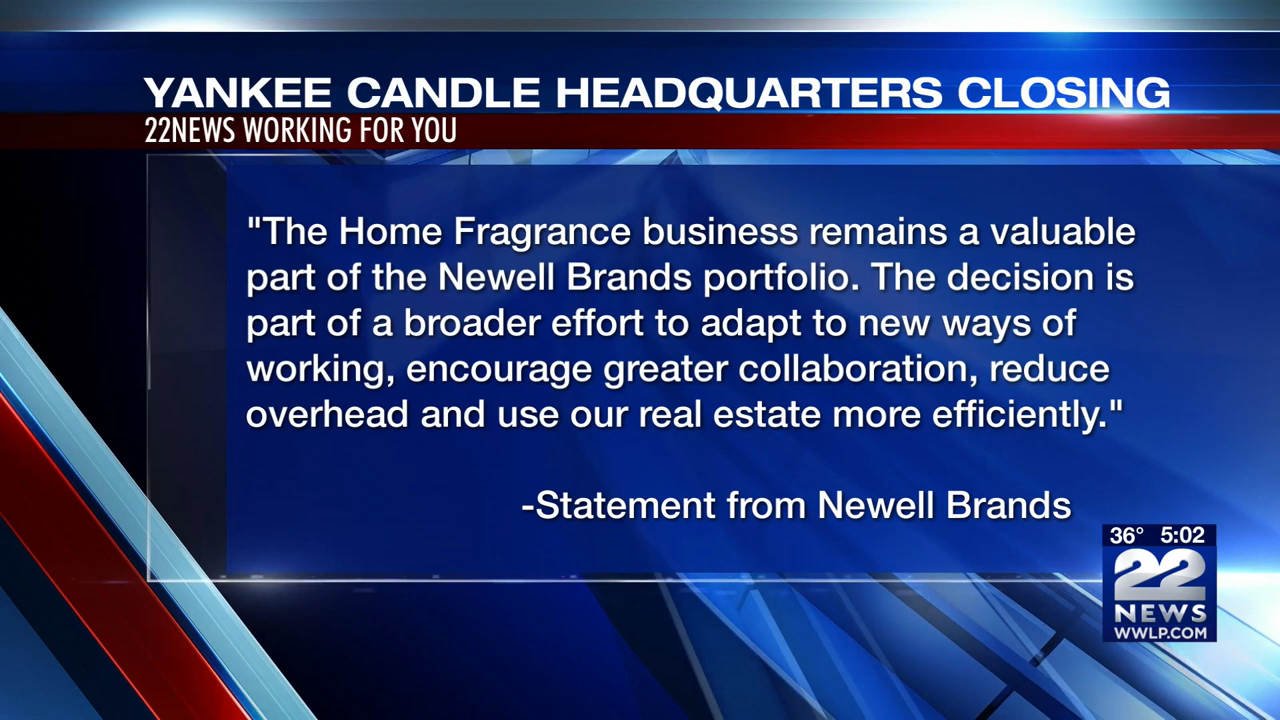 YANKEE CANDLE HEADQUARTERS CLOSING
22NEWS WORKING FOR YOU
"The Home Fragrance business remains a valuable
part of the Newell Brands portfolio. The decision is
part of a broader effort to adapt to new ways of
working, encourage greater collaboration, reduce
overhead and use our real estate more efficiently."
-Statement from Newell Brands
36° 5:02
22
NEWS
WWLP.COM